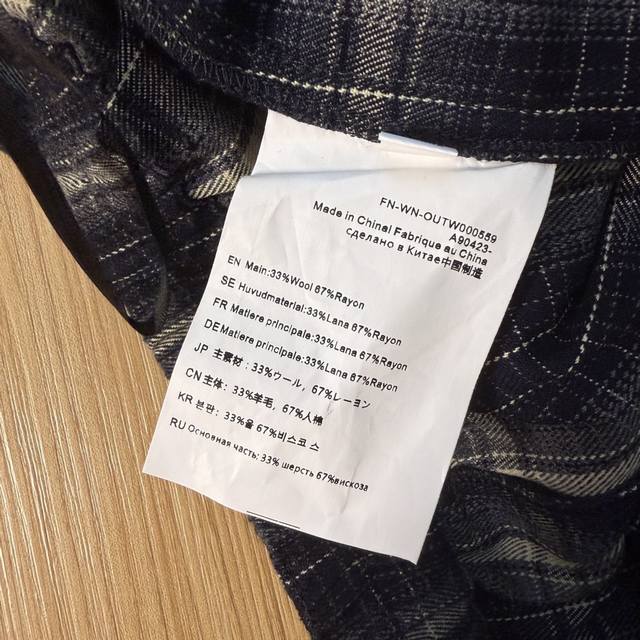 FN-WN-OUTW000589
A90423-
Made in China! Fabrique au China
сделано в Китае中国制造
EN Main:33%Wool 67%Rayon
SE Huvudmaterial:33%Lana 67%Rayon
FR Matière principale:33%Lana 67%Rayon
DE Matière principale:33%Lana 67%Rayon
JP 主素材：33%ウール，67%レーヨン
CN 主体：33%羊毛，67%人棉
KR 본판：33%울 67%비스코 스
RU Основная часть: 33% шерсть 67%вискоза